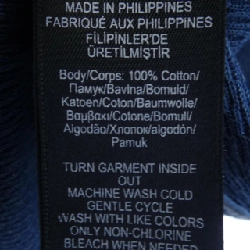 MADE IN PHILIPPINES
FABRIQUÉ AUX PHILIPPINES
FİLİPİNLER'DE
ÜRETİLMİŞTİR
Body/Corps: 100% Cotton/
Памук/Bavlna/Bomuld/
Katoen/Coton/Baumwolle/
Βαμβακι/Cotone/Bomull/
Algodão/Хлопок/algodón/
Pamuk
TURN GARMENT INSIDE
OUT
MACHINE WASH COLD
GENTLE CYCLE
WASH WITH LIKE COLORS
ONLY NON-CHLORINE
BLEACH WHEN NEEDED